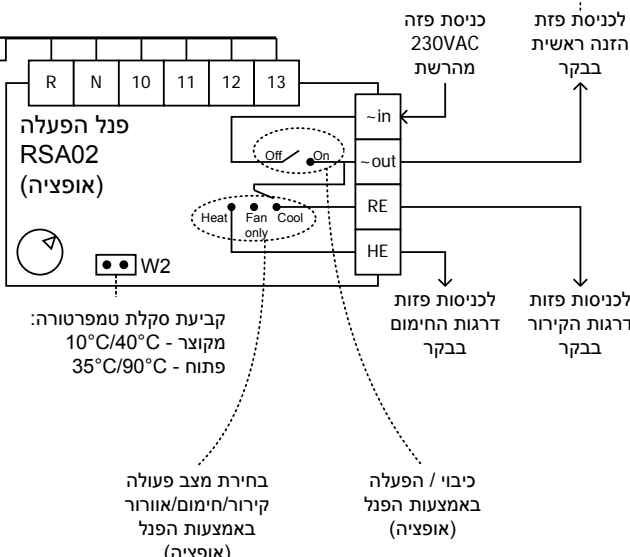 כניסת פזה
230VAC
מהרשת
לכניסת פזת
הזנה ראשית
בבקר
R N 10 11 12 13
פנל הפעלה
RSA02
(אופציה)
~in
~out
RE
HE
Off On
Heat Fan only Cool
W2
קביעת סקלת טמפרטורה:
מקוצר - 10°C/40°C
פתוח - 35°C/90°C
לכניסות פזות
דרגות החימום
בבקר
לכניסות פזות
דרגות הקירור
בבקר
בחירת מצב פעולה
קירור/חימום/אוורור
באמצעות הפנל
(אופציה)
כיבוי / הפעלה
באמצעות הפנל
(אופציה)